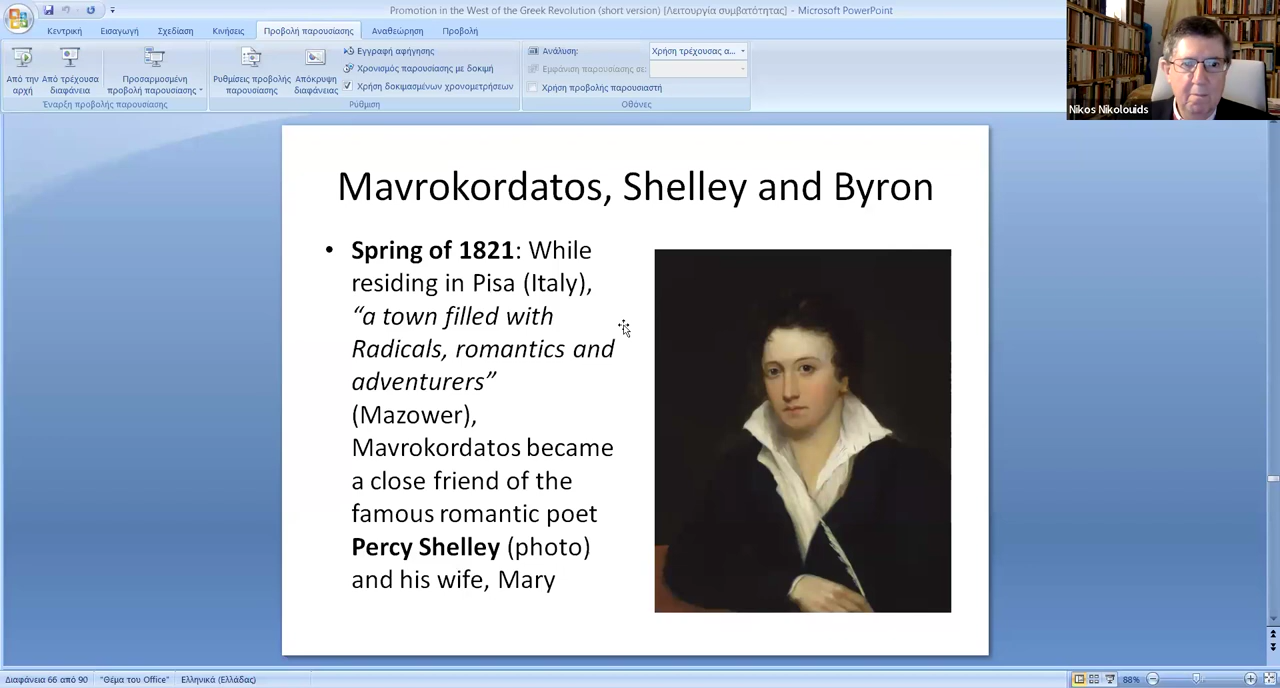 Promotion in the West of the Greek Revolution (short version) [Λειτουργία συμβατότητας] - Microsoft PowerPoint
Κεντρική Εισαγωγή Σχεδίαση Κινήσεις Προβολή παρουσίασης Αναθεώρηση Προβολή
Από την αρχή
Από τρέχουσα διαφάνεια
Προσαρμοσμένη προβολή παρουσίασης
Έναρξη προβολής παρουσίασης
Ρυθμίσεις προβολής παρουσίασης
Απόκρυψη διαφάνειας
Εγγραφή αφήγησης
Χρονισμός παρουσίασης με δοκιμή
Χρήση δοκιμασμένων χρονομετρήσεων
Ρύθμιση
Ανάλυση: Χρήση τρέχουσας α...
Εμφάνιση παρουσίασης σε:
Χρήση προβολής παρουσιαστή
Οθόνες
Nikos Nikolouids
Mavrokordatos, Shelley and Byron
• Spring of 1821: While
residing in Pisa (Italy),
“a town filled with
Radicals, romantics and
adventurers”
(Mazower),
Mavrokordatos became
a close friend of the
famous romantic poet
Percy Shelley (photo)
and his wife, Mary
Διαφάνεια 66 από 90 "Θέμα του Office" Ελληνικά (Ελλάδας) 88%